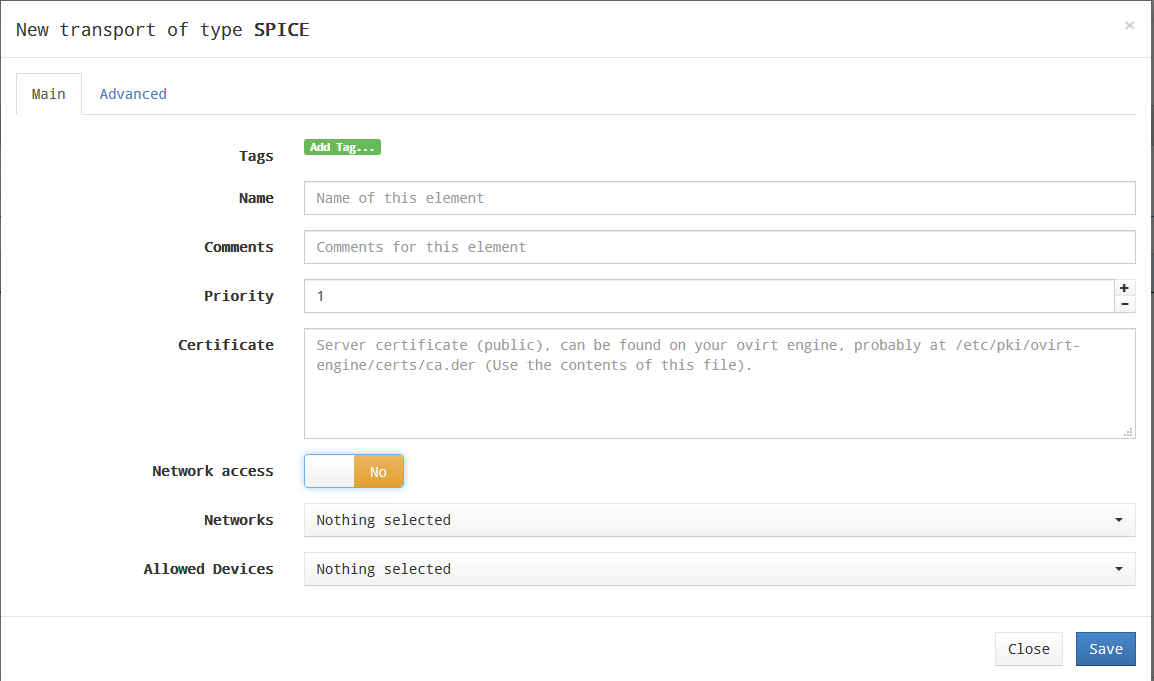 New transport of type SPICE
×
Main
Advanced
Tags
Add Tag...
Name
Name of this element
Comments
Comments for this element
Priority
1
+
−
Certificate
Server certificate (public), can be found on your ovirt engine, probably at /etc/pki/ovirt-
engine/certs/ca.der (Use the contents of this file).
Network access
No
Networks
Nothing selected
Allowed Devices
Nothing selected
Close
Save